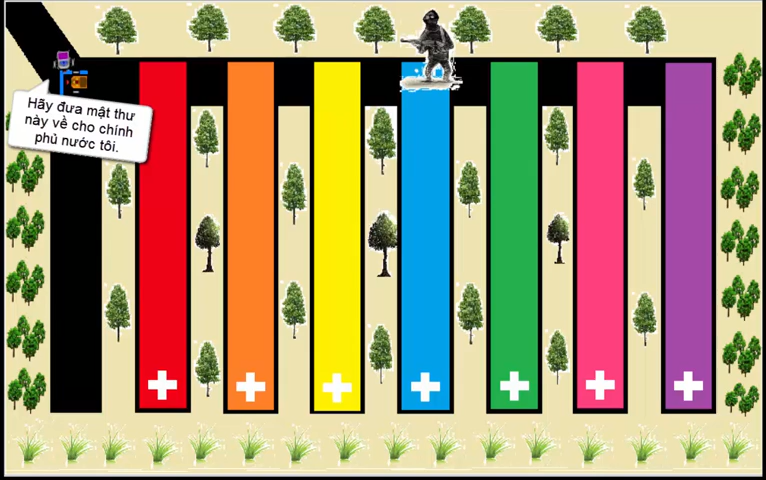 Hãy đưa mật thư
này về cho chính
phủ nước tôi.